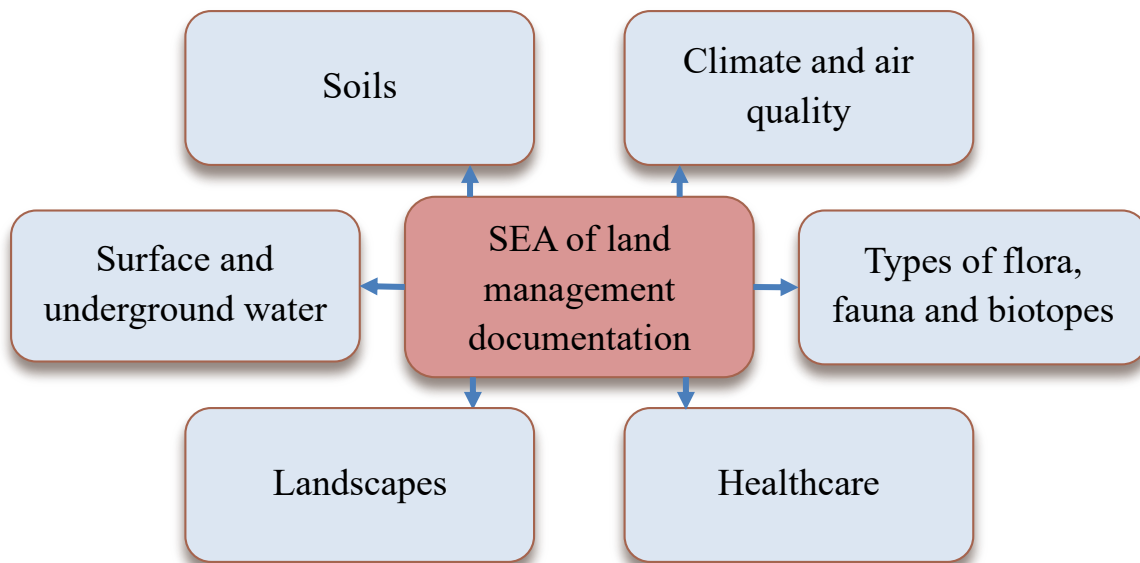 Soils
Climate and air
quality
Surface and
underground water
SEA of land
management
documentation
Types of flora,
fauna and biotopes
Landscapes
Healthcare